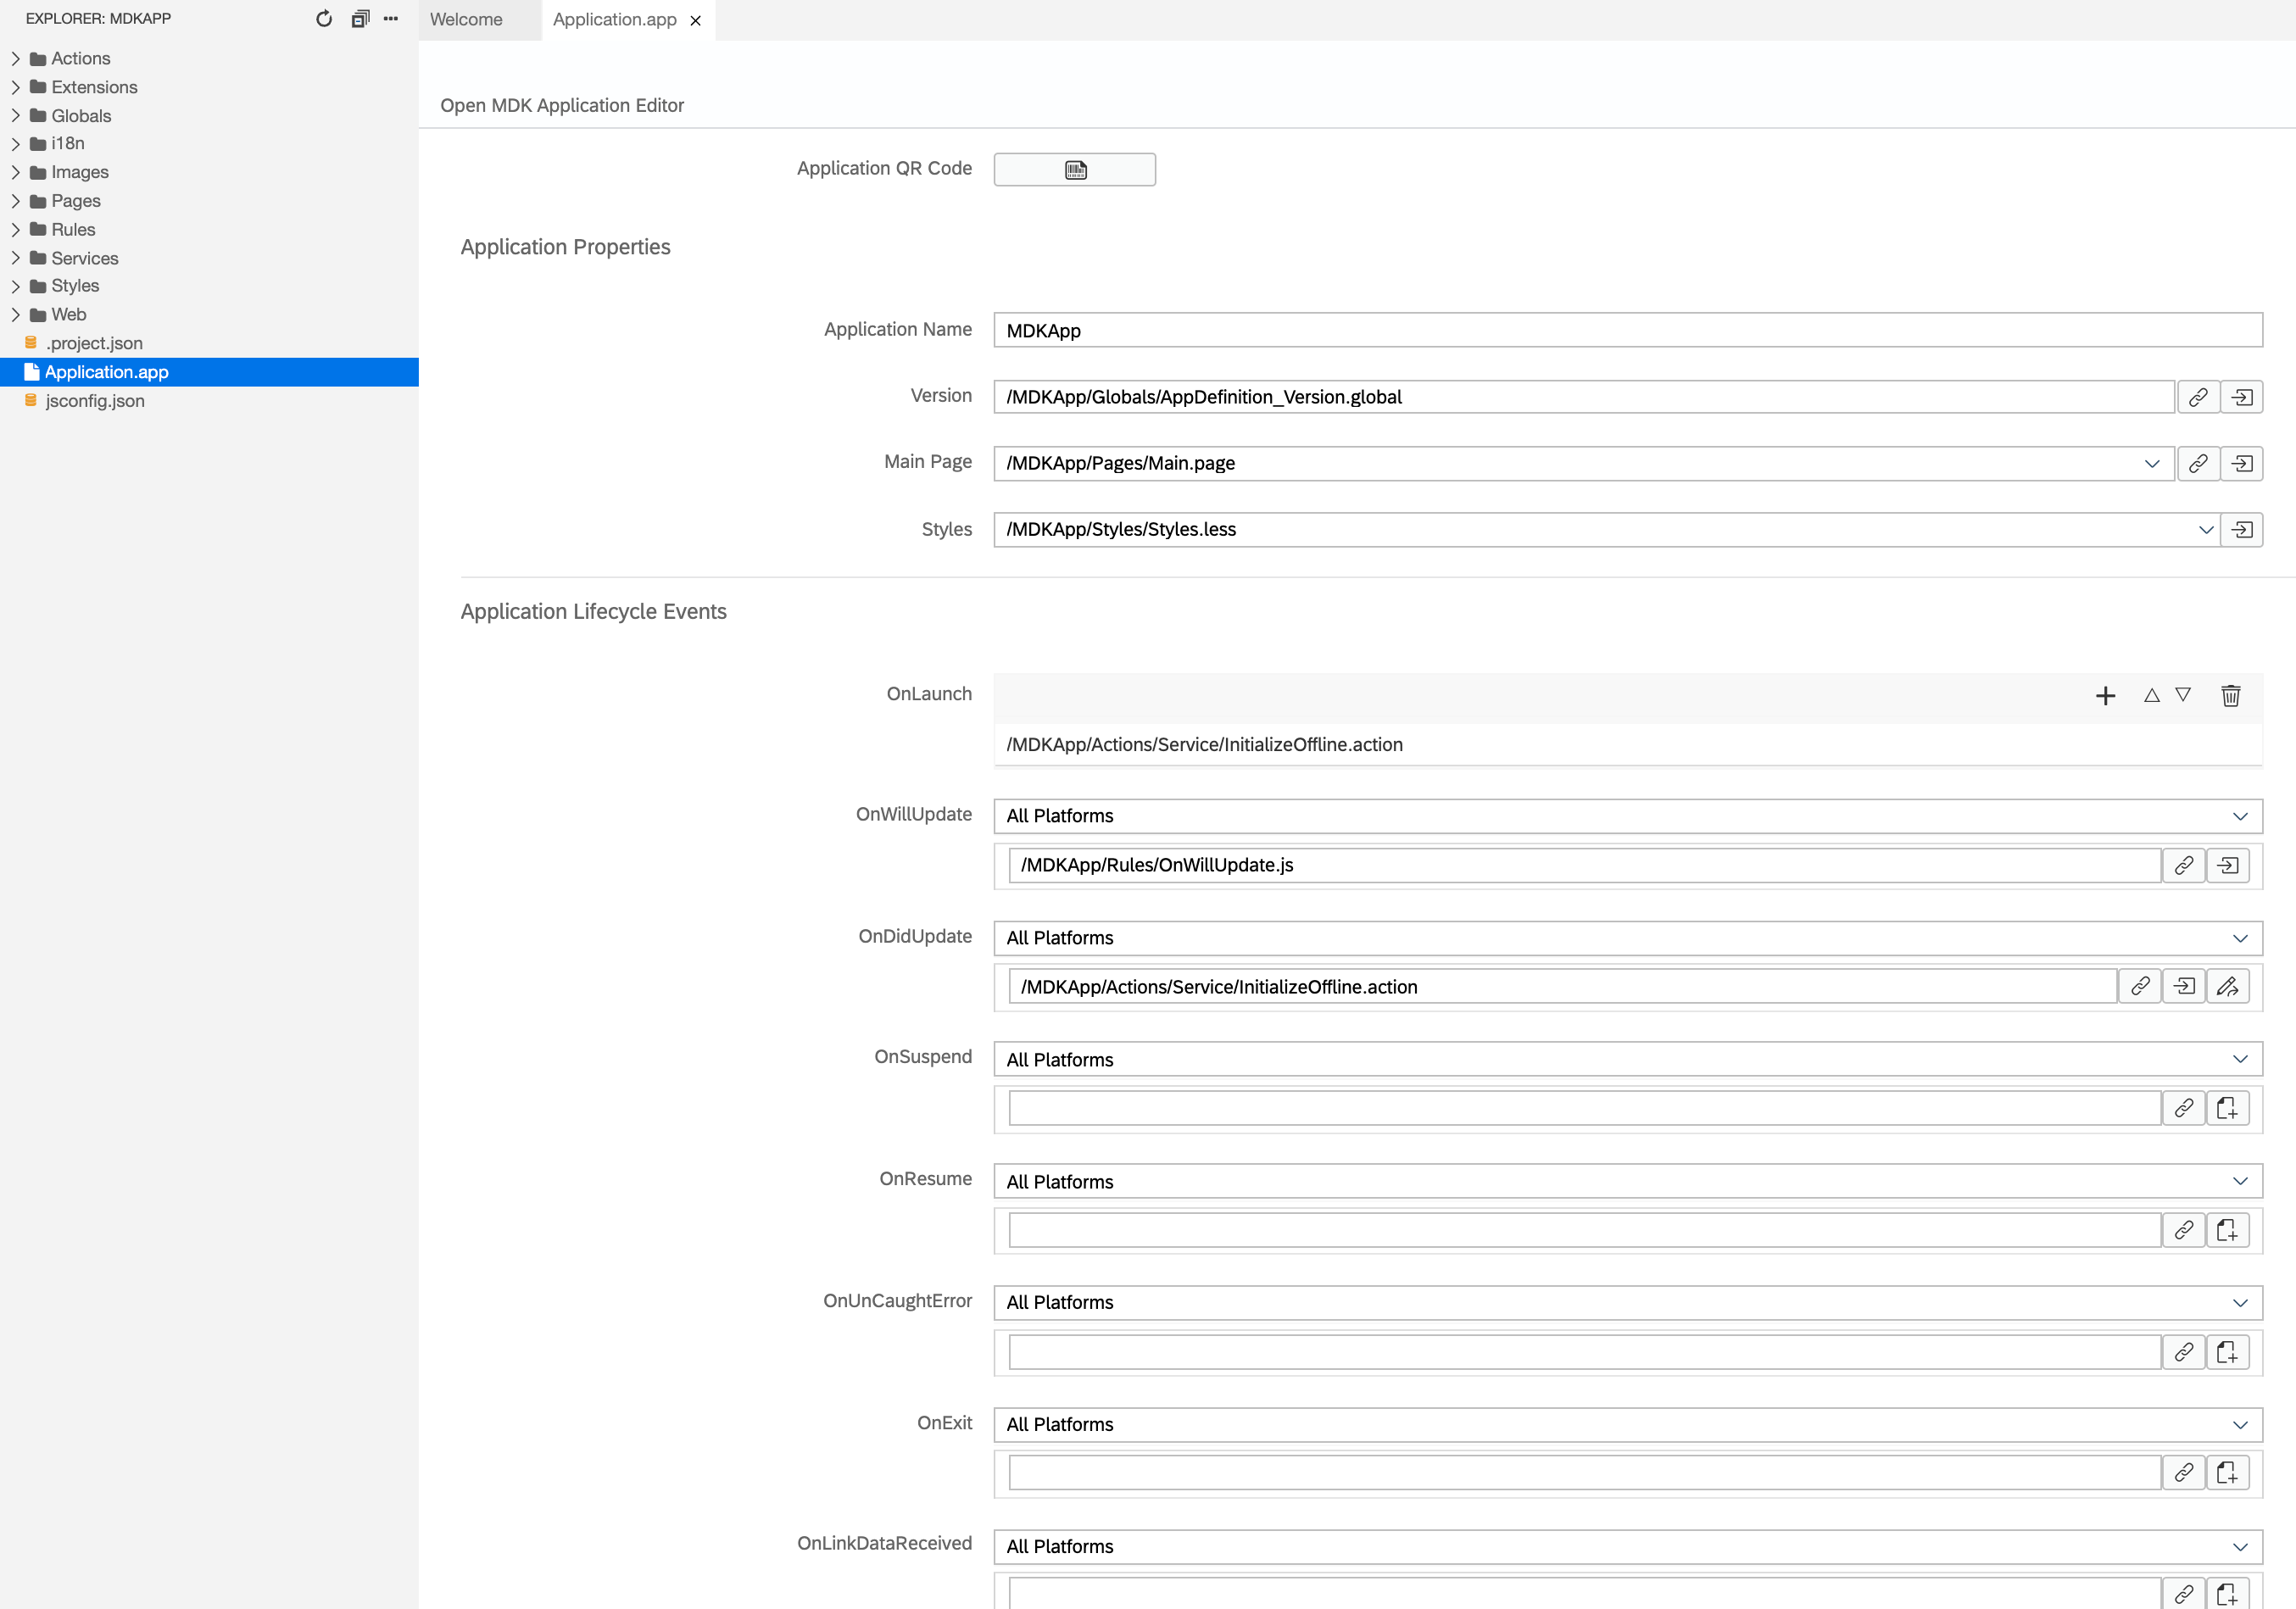 EXPLORER: MDKAPP
Actions
Extensions
Globals
i18n
Images
Pages
Rules
Services
Styles
Web
.project.json
Application.app
jsconfig.json
Welcome
Application.app
Open MDK Application Editor
Application QR Code
Application Properties
Application Name MDKApp
Version /MDKApp/Globals/AppDefinition_Version.global
Main Page /MDKApp/Pages/Main.page
Styles /MDKApp/Styles/Styles.less
Application Lifecycle Events
OnLaunch
/MDKApp/Actions/Service/InitializeOffline.action
OnWillUpdate All Platforms
/MDKApp/Rules/OnWillUpdate.js
OnDidUpdate All Platforms
/MDKApp/Actions/Service/InitializeOffline.action
OnSuspend All Platforms
OnResume All Platforms
OnUnCaughtError All Platforms
OnExit All Platforms
OnLinkDataReceived All Platforms